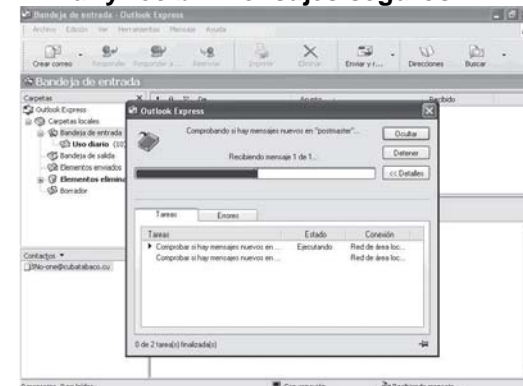 Bandeja de entrada - Outlook Express
Archivo Edición Ver Herramientas Mensaje Ayuda
Crear correo Responder Responder a ... Reenviar Imprimir Eliminar Enviar y r... Direcciones Buscar
Bandeja de entrada
Carpetas
Outlook Express
Carpetas locales
Bandeja de entrada
Uso diario
Bandeja de salida
Elementos enviados
Elementos elimina
Borrador
De Asunto Recibido
Outlook Express
Comprobando si hay mensajes nuevos en "postmaster"...
Recibiendo mensaje 1 de 1...
Ocultar
Detener
<< Detalles
Tareas Errores
Tareas Estado Conexión
Comprobar si hay mensajes nuevos en ... Ejecutando Red de área loc...
Comprobar si hay mensajes nuevos en ... Red de área loc...
0 de 2 tarea(s) finalizada(s)
Contactos